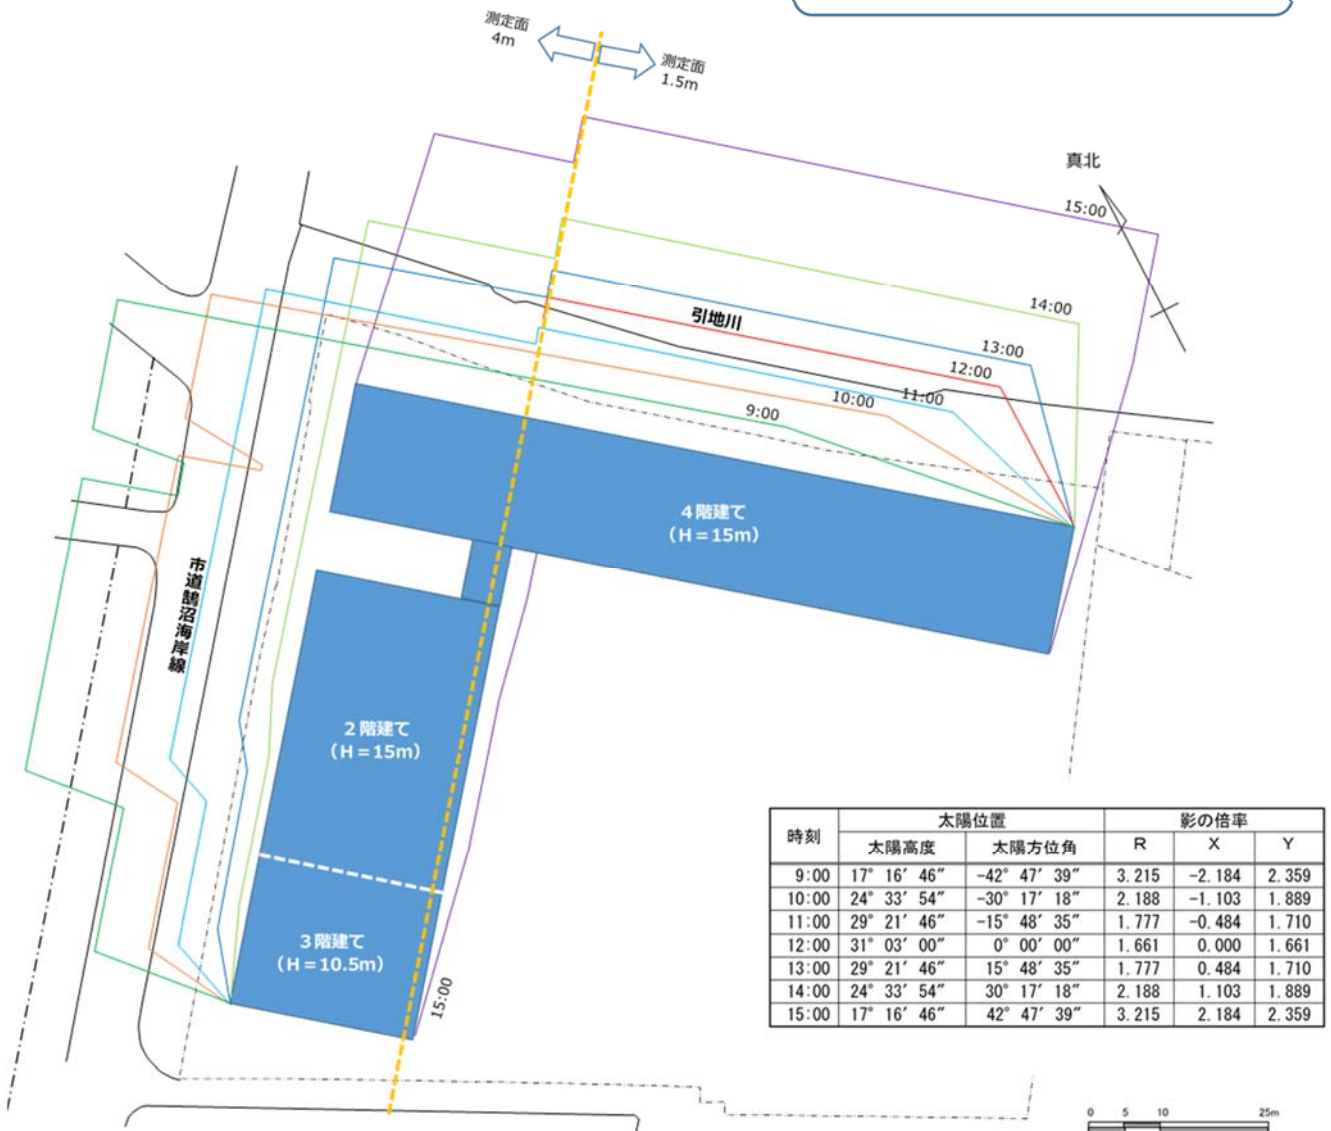 測定面
4m
測定面
1.5m
真北
15:00
14:00
引地川
13:00
12:00
11:00
10:00
9:00
4階建て
(H=15m)
市道鵠沼海岸線
2階建て
(H=15m)
3階建て
(H=10.5m)
15:00
時刻 太陽位置 影の倍率
太陽高度 太陽方位角 R X Y
9:00 17° 16′ 46″ -42° 47′ 39″ 3.215 -2.184 2.359
10:00 24° 33′ 54″ -30° 17′ 18″ 2.188 -1.103 1.889
11:00 29° 21′ 46″ -15° 48′ 35″ 1.777 -0.484 1.710
12:00 31° 03′ 00″ 0° 00′ 00″ 1.661 0.000 1.661
13:00 29° 21′ 46″ 15° 48′ 35″ 1.777 0.484 1.710
14:00 24° 33′ 54″ 30° 17′ 18″ 2.188 1.103 1.889
15:00 17° 16′ 46″ 42° 47′ 39″ 3.215 2.184 2.359
0 5 10 25m